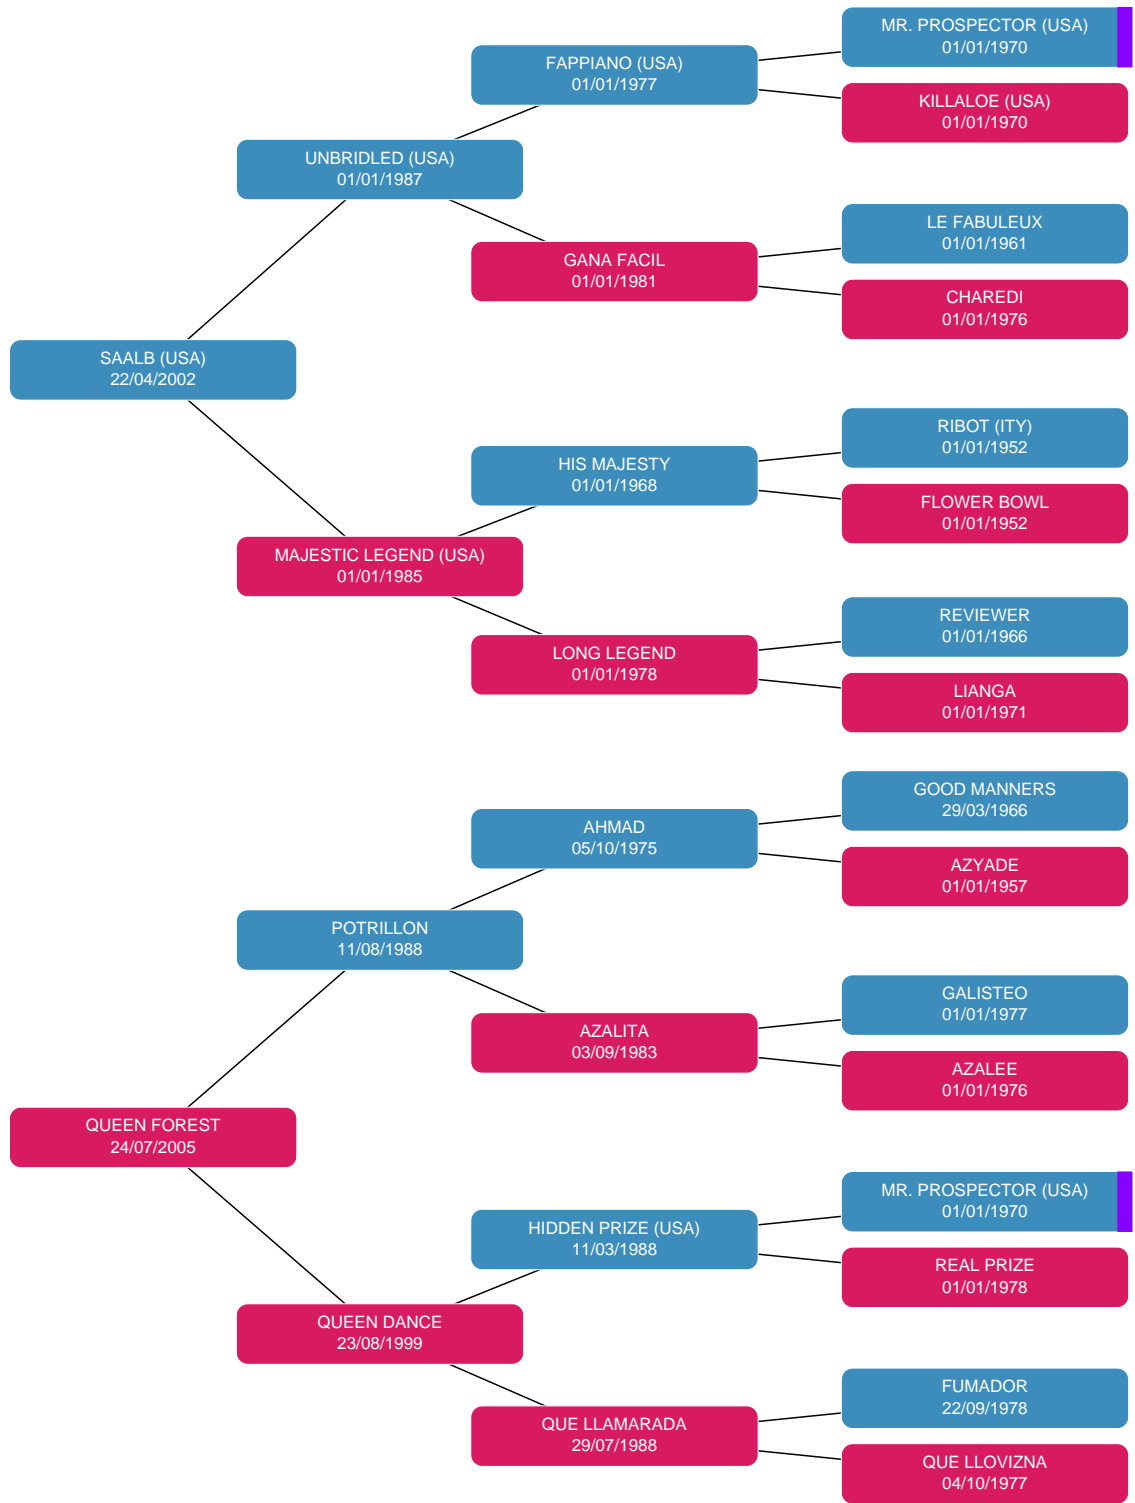 MR. PROSPECTOR (USA)
01/01/1970
FAPPIANO (USA)
01/01/1977
KILLALOE (USA)
01/01/1970
UNBRIDLED (USA)
01/01/1987
LE FABULEUX
01/01/1961
GANA FACIL
01/01/1981
CHAREDI
01/01/1976
SAALB (USA)
22/04/2002
RIBOT (ITY)
01/01/1952
HIS MAJESTY
01/01/1968
FLOWER BOWL
01/01/1952
MAJESTIC LEGEND (USA)
01/01/1985
REVIEWER
01/01/1966
LONG LEGEND
01/01/1978
LIANGA
01/01/1971
GOOD MANNERS
29/03/1966
AHMAD
05/10/1975
AZYADE
01/01/1957
POTRILLON
11/08/1988
GALISTEO
01/01/1977
AZALITA
03/09/1983
AZALEE
01/01/1976
QUEEN FOREST
24/07/2005
MR. PROSPECTOR (USA)
01/01/1970
HIDDEN PRIZE (USA)
11/03/1988
REAL PRIZE
01/01/1978
QUEEN DANCE
23/08/1999
FUMADOR
22/09/1978
QUE LLAMARADA
29/07/1988
QUE LLOVIZNA
04/10/1977